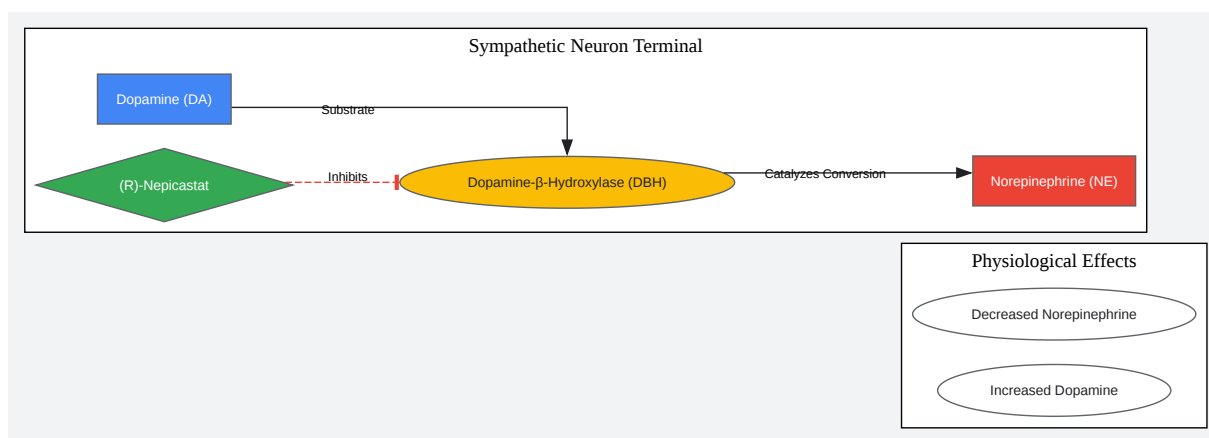 Sympathetic Neuron Terminal
Dopamine (DA)
Substrate
(R)-Nepicastat
Inhibits
Dopamine-β-Hydroxylase (DBH)
Catalyzes Conversion
Norepinephrine (NE)
Physiological Effects
Decreased Norepinephrine
Increased Dopamine